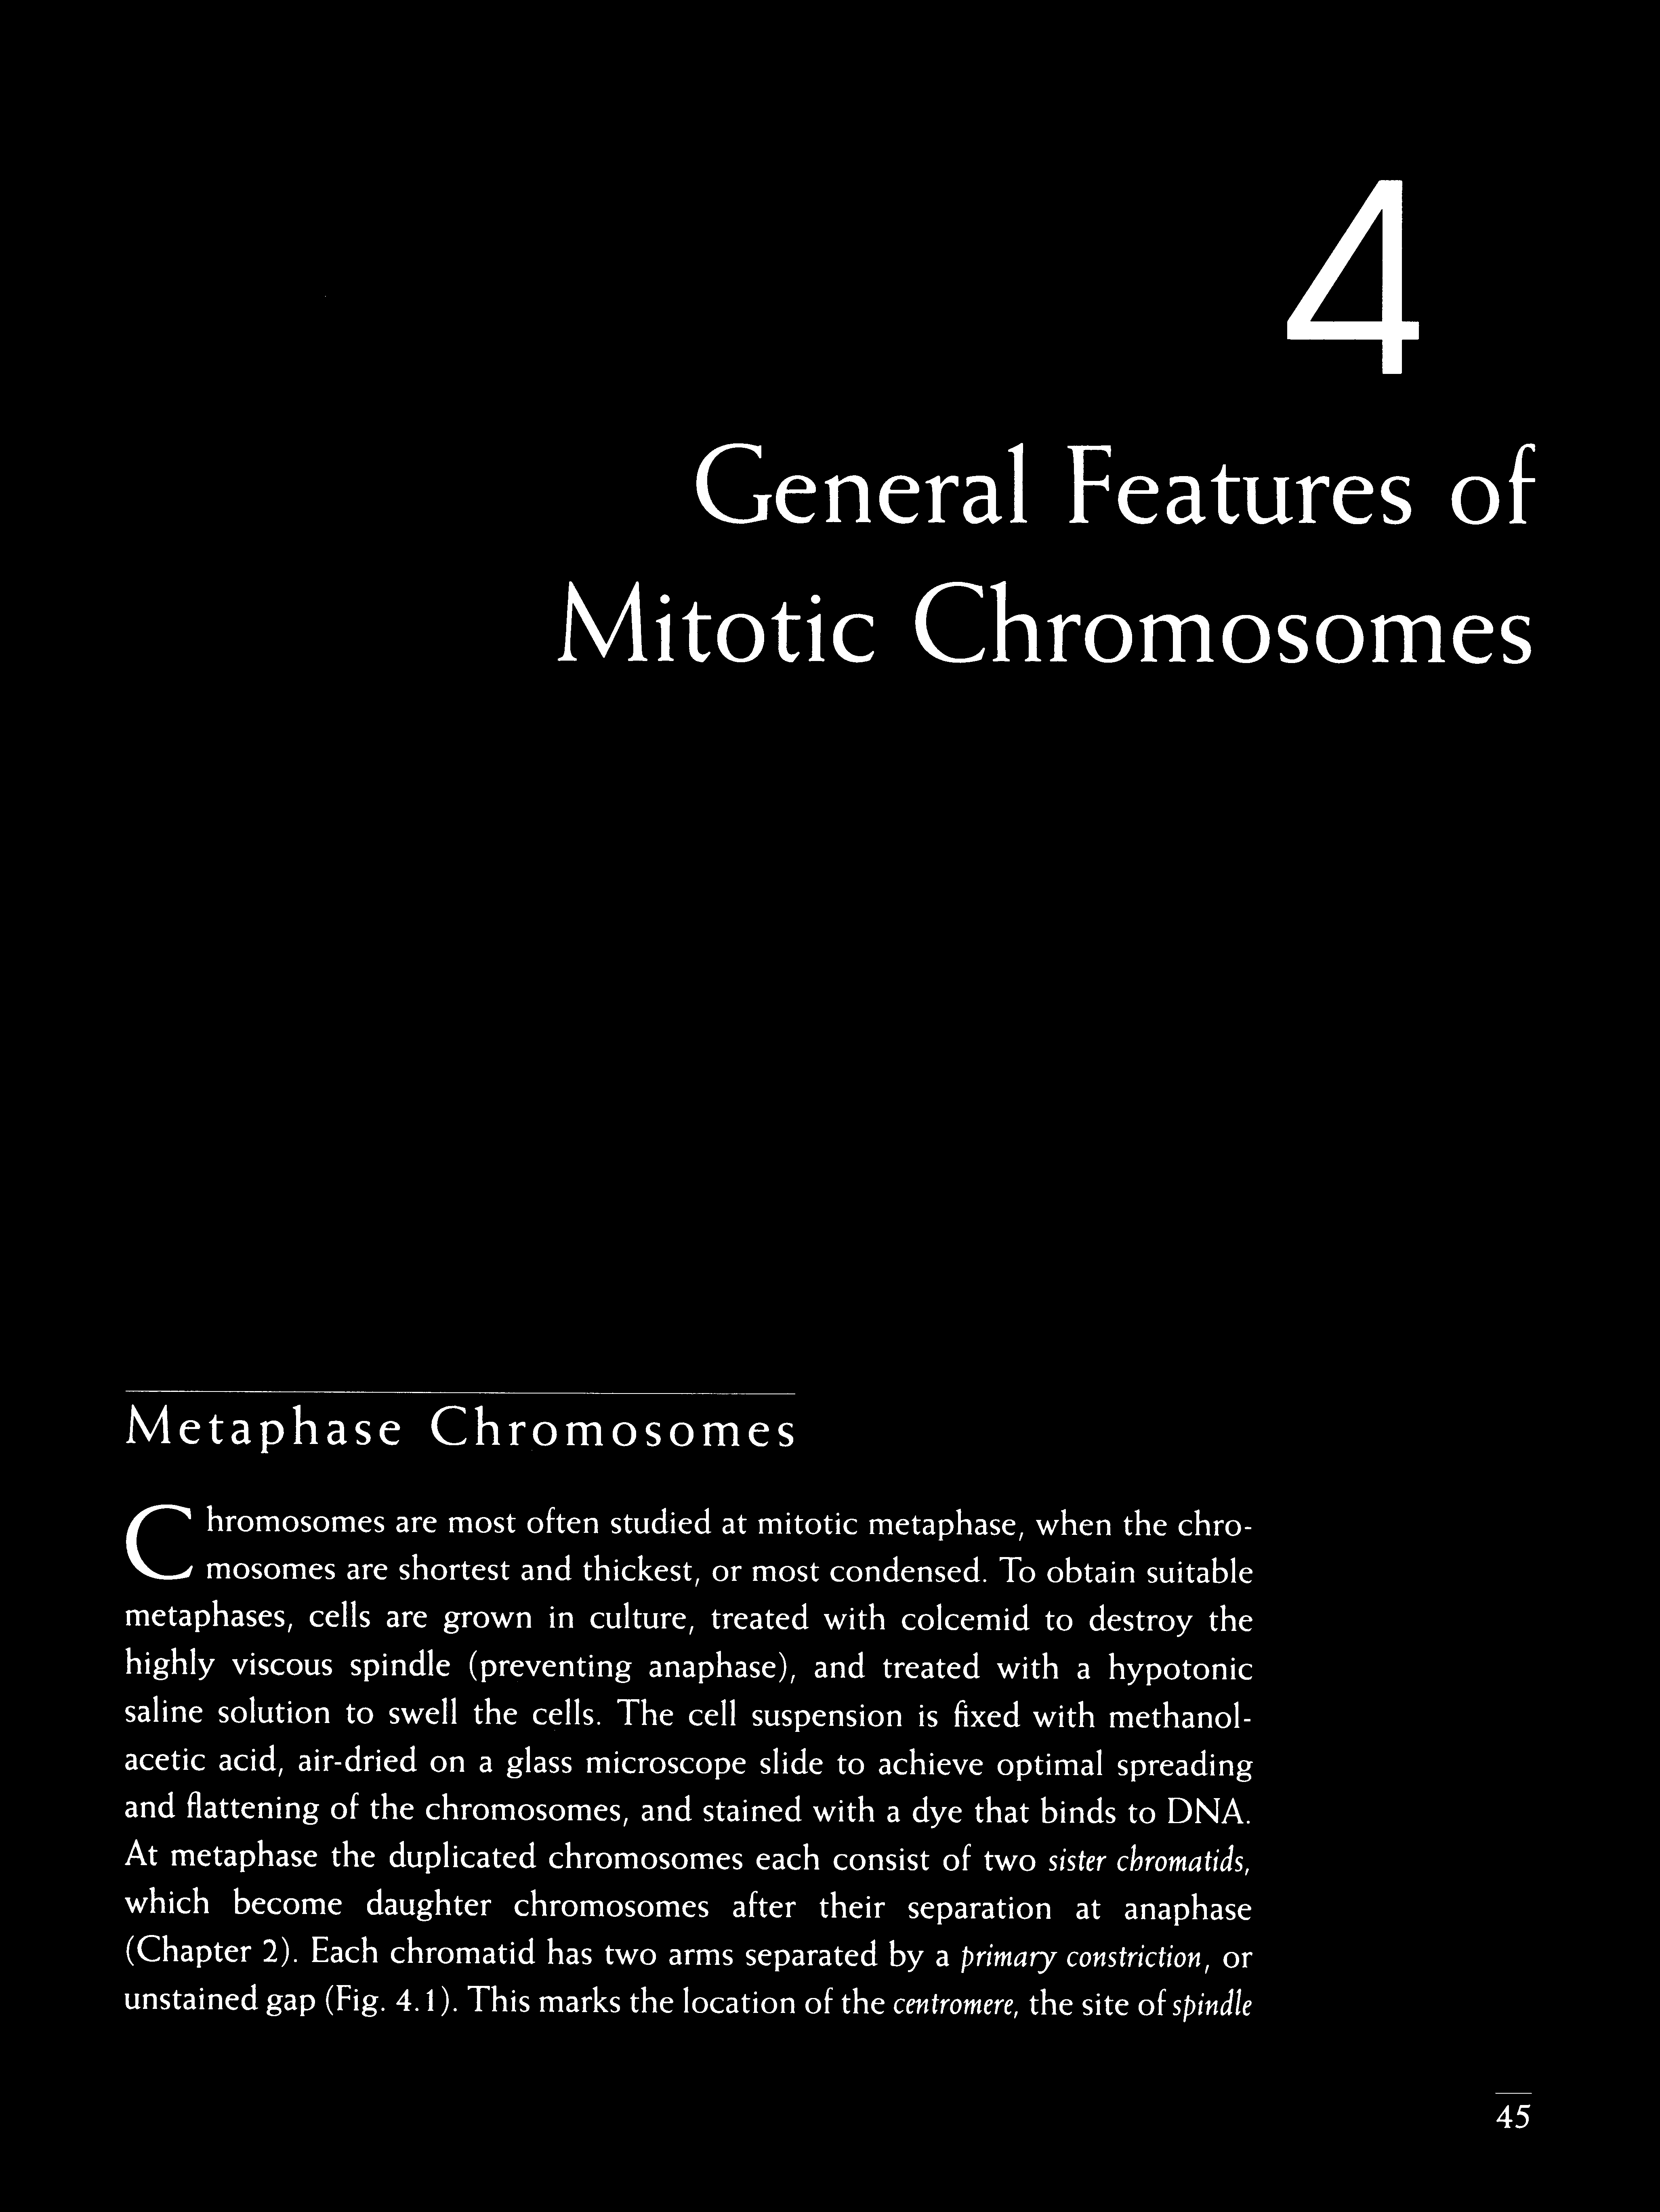 4
General Features of
Mitotic Chromosomes
Metaphase Chromosomes
Chromosomes are most often studied at mitotic metaphase, when the chro-
mosomes are shortest and thickest, or most condensed. To obtain suitable
metaphases, cells are grown in culture, treated with colcemid to destroy the
highly viscous spindle (preventing anaphase), and treated with a hypotonic
saline solution to swell the cells. The cell suspension is fixed with methanol-
acetic acid, air-dried on a glass microscope slide to achieve optimal spreading
and flattening of the chromosomes, and stained with a dye that binds to DNA.
At metaphase the duplicated chromosomes each consist of two sister chromatids,
which become daughter chromosomes after their separation at anaphase
(Chapter 2). Each chromatid has two arms separated by a primary constriction, or
unstained gap (Fig. 4.1). This marks the location of the centromere, the site of spindle
45